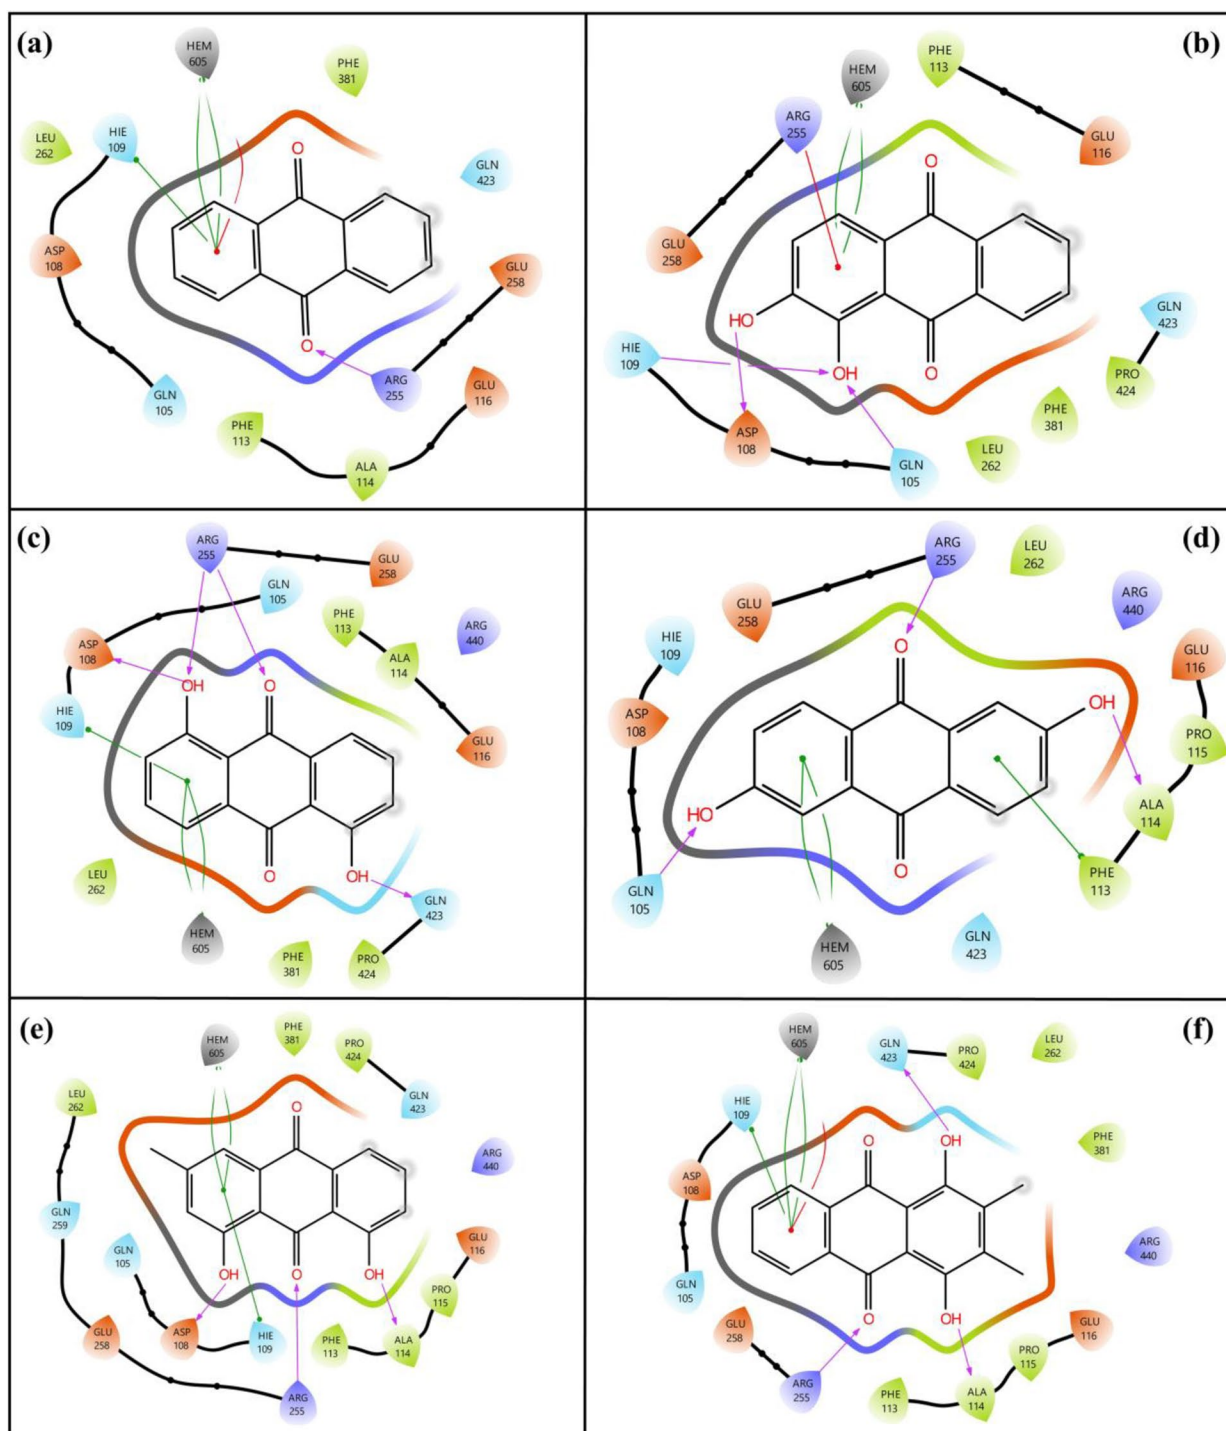 (a)
HEM
605
PHE
381
LEU
262
HIE
109
GLN
423
O
ASP
108
GLU
258
O
ARG
255
GLN
105
GLU
116
PHE
113
ALA
114
(b)
PHE
113
HEM
605
ARG
255
GLU
116
O
GLU
258
HO
GLN
423
HIE
109
OH
O
PRO
424
PHE
381
ASP
108
LEU
262
GLN
105
(c)
ARG
255
GLU
258
GLN
105
PHE
113
ARG
440
ASP
108
ALA
114
OH
O
HIE
109
GLU
116
LEU
262
O
OH
GLN
423
HEM
605
PHE
381
PRO
424
(d)
ARG
255
LEU
262
ARG
440
GLU
258
HIE
109
O
GLU
116
ASP
108
OH
PRO
115
HO
ALA
114
O
PHE
113
GLN
105
HEM
605
GLN
423
(e)
HEM
605
PHE
381
PRO
424
LEU
262
GLN
423
O
ARG
440
GLN
259
GLN
105
GLU
116
OH
O
OH
PRO
115
GLU
258
ASP
108
HIE
109
PHE
113
ALA
114
ARG
255
(f)
HEM
605
GLN
423
PRO
424
LEU
262
HIE
109
O
OH
PHE
381
ASP
108
ARG
440
GLN
105
O
OH
GLU
258
GLU
116
PRO
115
ARG
255
PHE
113
ALA
114